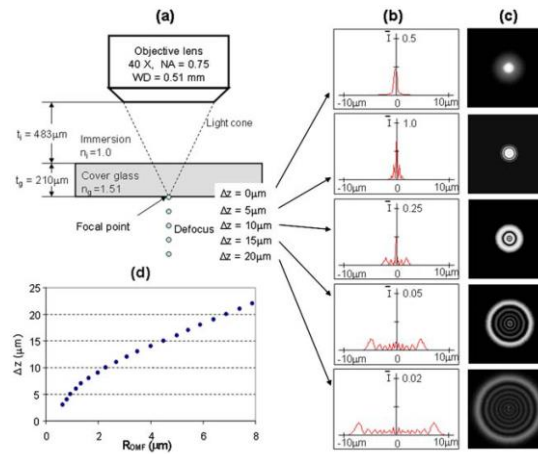 (a)
Objective lens
40 X, NA = 0.75
WD = 0.51 mm
tᵢ = 483µm
Immersion
nᵢ = 1.0
Light cone
t_g = 210µm
Cover glass
n_g = 1.51
Focal point
Defocus
Δz = 0µm
Δz = 5µm
Δz = 10µm
Δz = 15µm
Δz = 20µm
(b)
I 0.5
-10µm 0 10µm
I 1.0
-10µm 0 10µm
I 0.25
-10µm 0 10µm
I 0.05
-10µm 0 10µm
I 0.02
-10µm 0 10µm
(c)
(d)
Δz (µm)
25
20
15
10
5
0
0 2 4 6 8
R_OMF (µm)